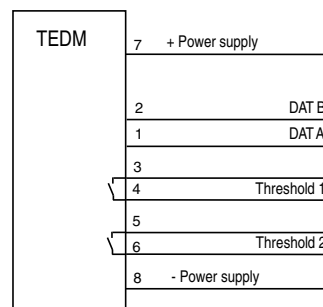 TEDM
7 + Power supply
2 DAT B
1 DAT A
3
4 Threshold 1
5
6 Threshold 2
8 - Power supply